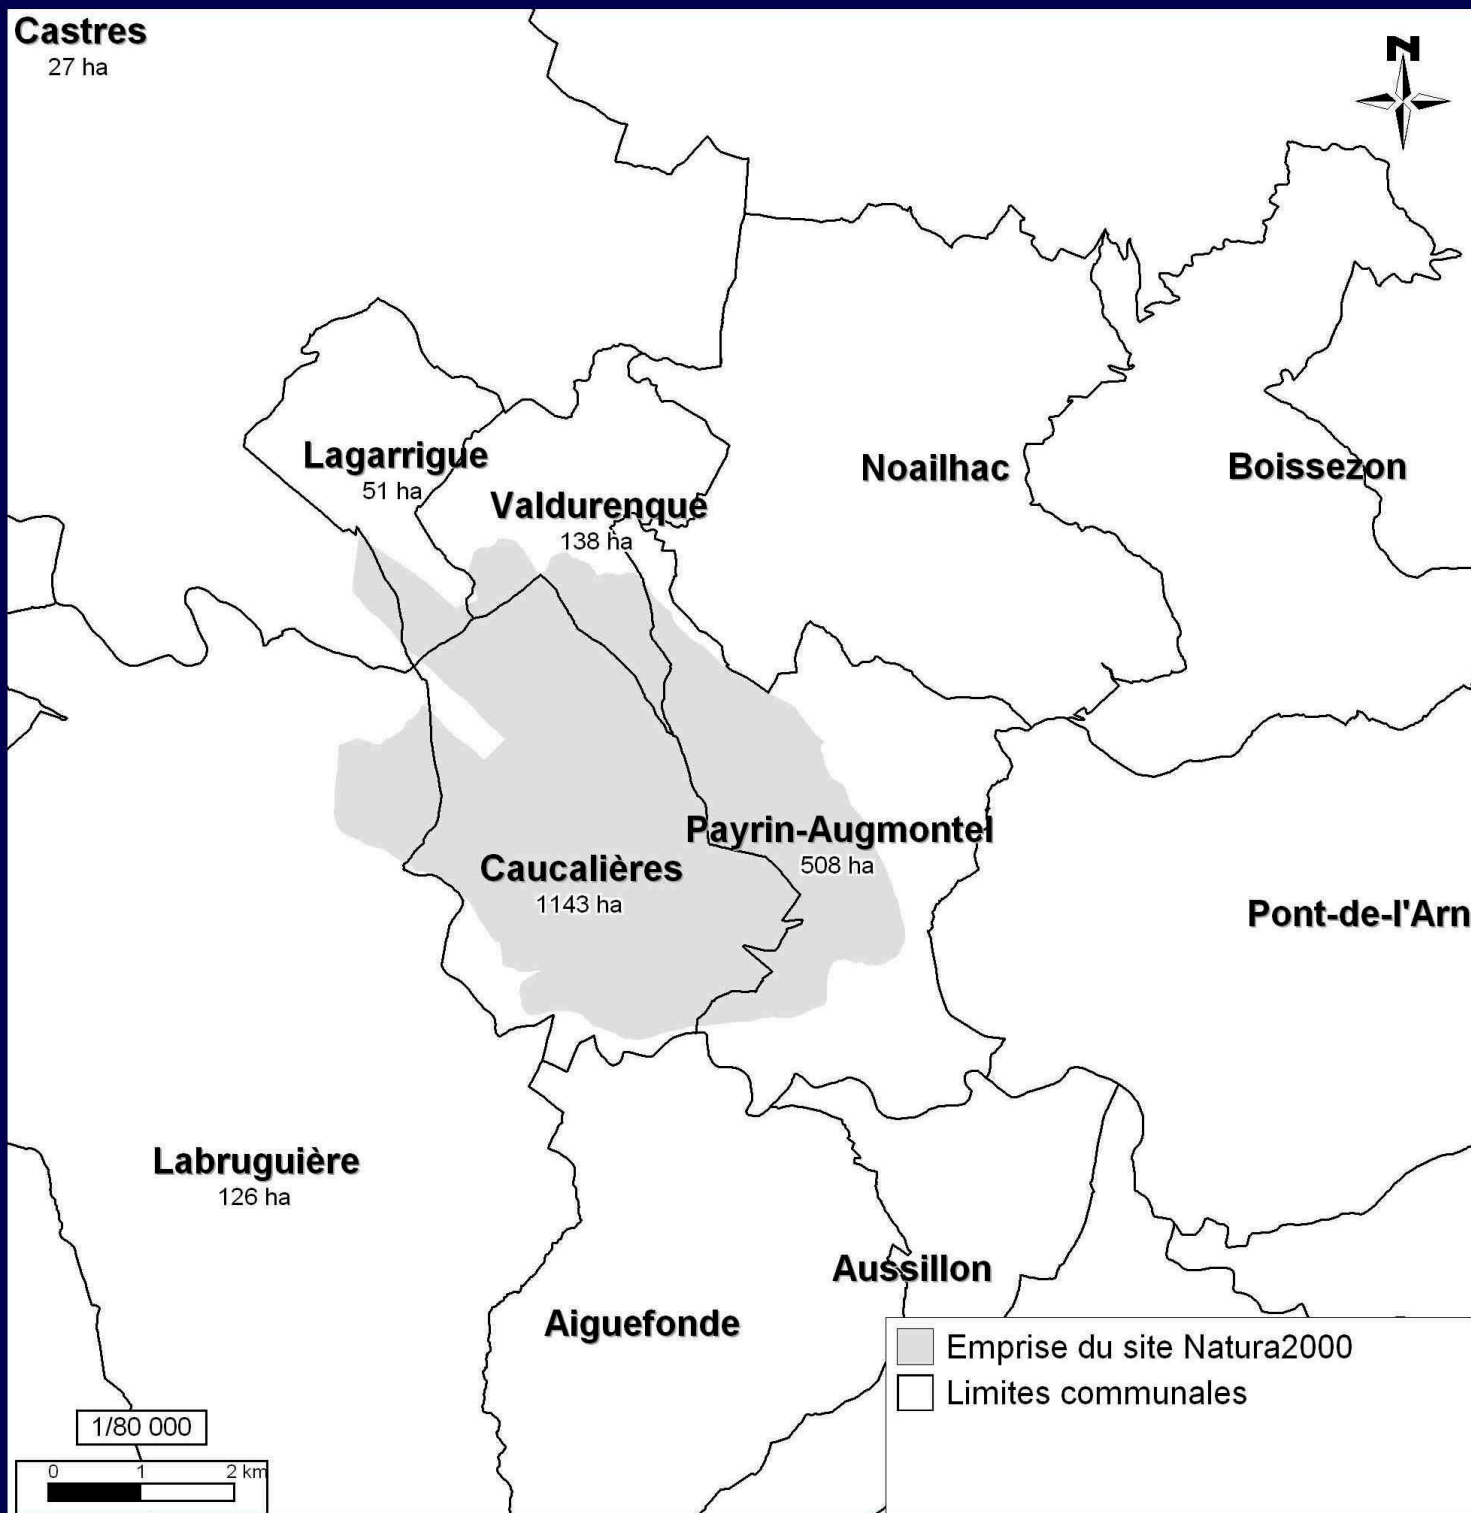 Castres
27 ha
N
Lagarrigue
51 ha
Valdurenque
138 ha
Noailhac
Boissezon
Payrin-Augmontel
508 ha
Caucalières
1143 ha
Pont-de-l'Arn
Labruguière
126 ha
Aussillon
Aiguefonde
Emprise du site Natura2000
Limites communales
1/80 000
0 1 2 km